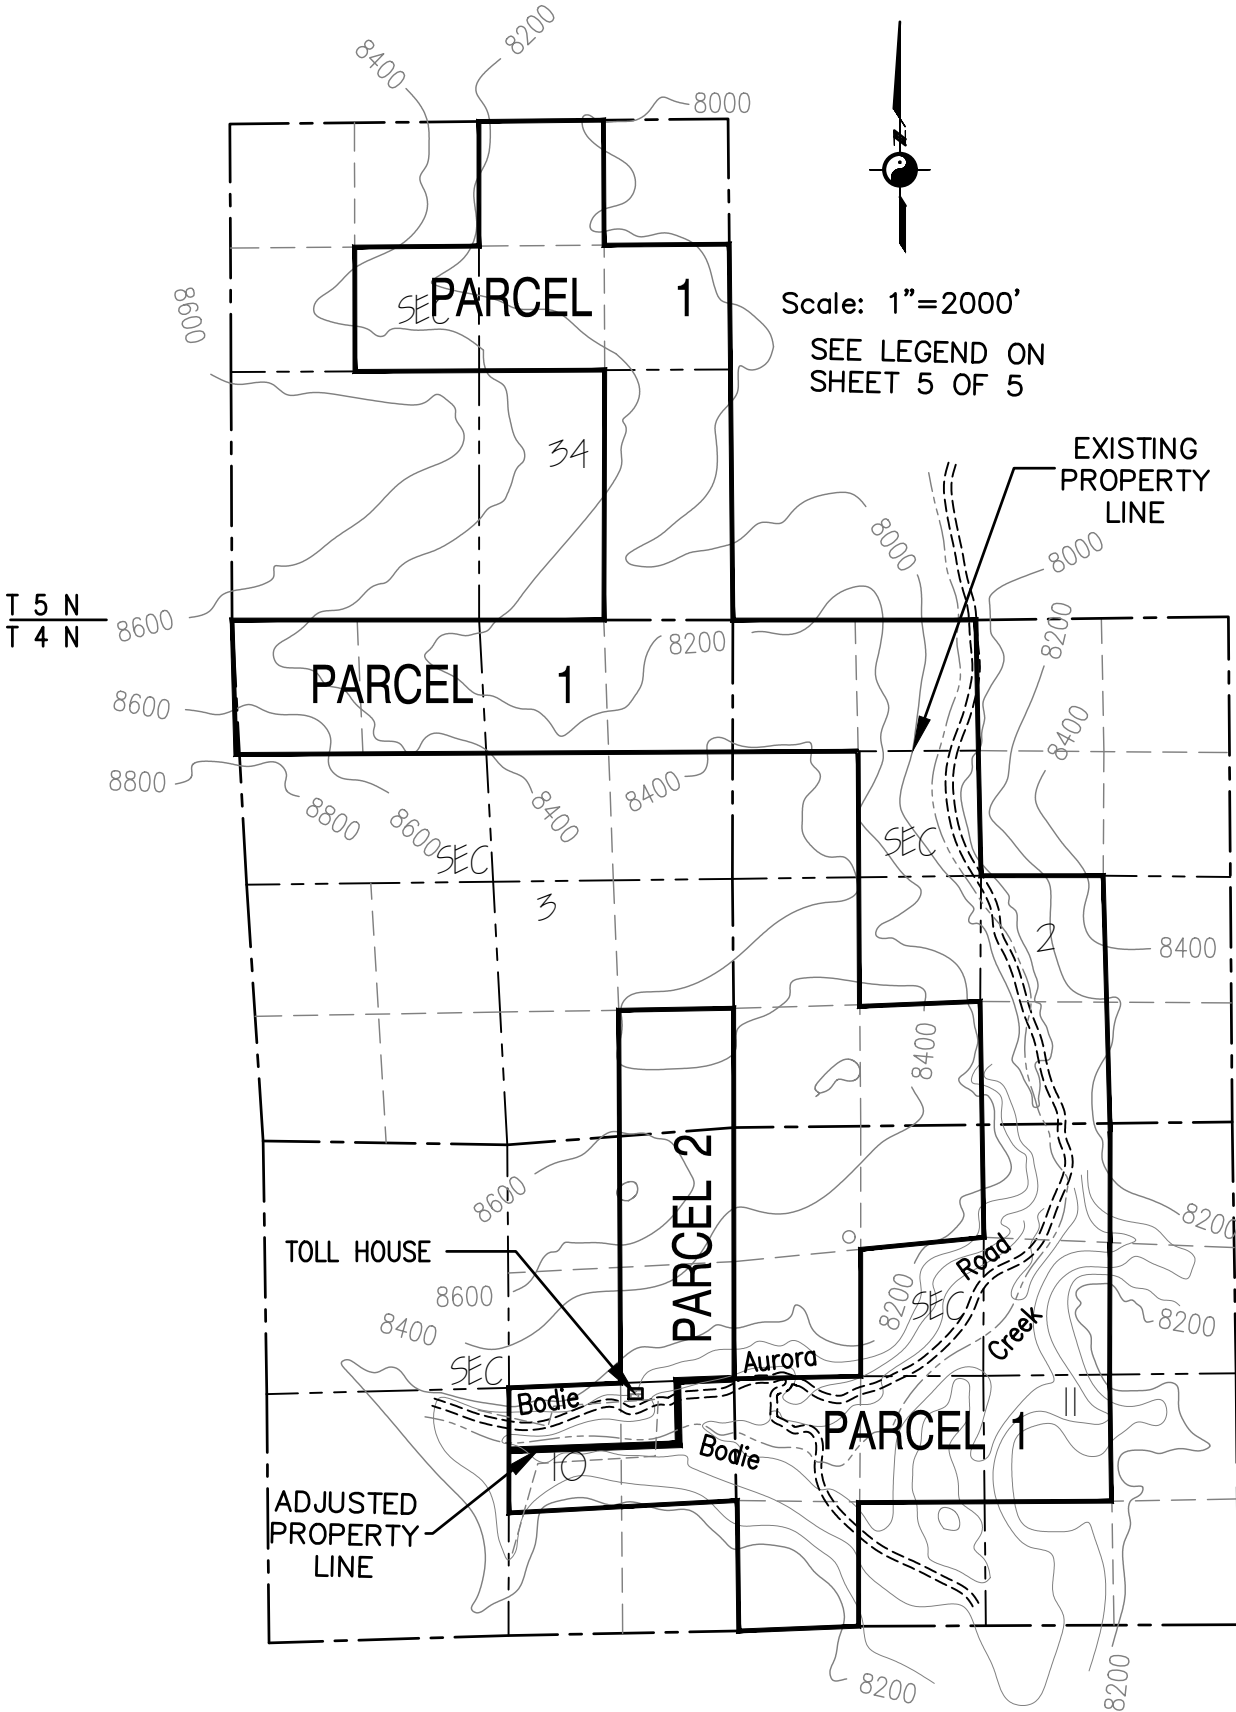 8200
8400
8000
N
PARCEL 1
SEC
Scale: 1"=2000'
8600
SEE LEGEND ON
SHEET 5 OF 5
34
EXISTING
PROPERTY
LINE
8000
8000
T 5 N
T 4 N
8600
8200
8200
PARCEL 1
8600
8400
8800
8800
8600
8400
8400
SEC
SEC
3
2
8400
8400
PARCEL 2
8600
8200
TOLL HOUSE
Road
8600
8200
SEC
8400
Creek
8200
SEC
Aurora
Bodie
11
PARCEL 1
Bodie
10
ADJUSTED
PROPERTY
LINE
8200
8200